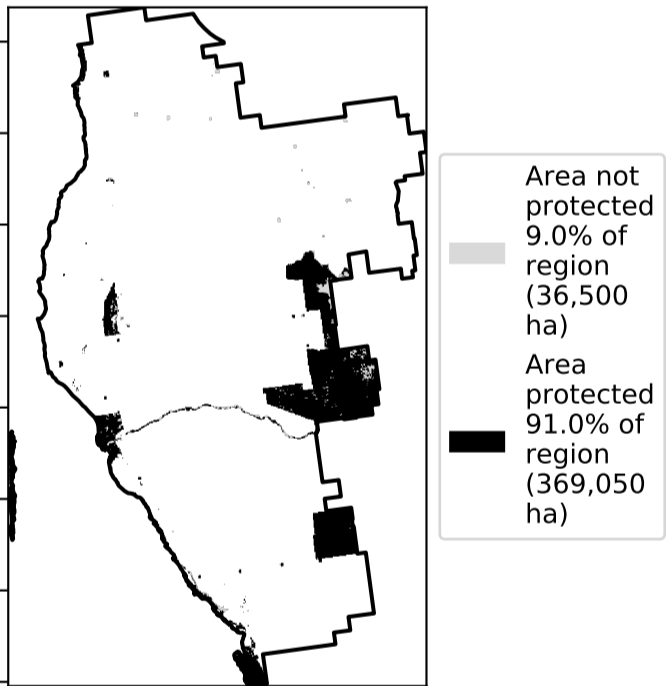 Area not
protected
9.0% of
region
(36,500
ha)
Area
protected
91.0% of
region
(369,050
ha)